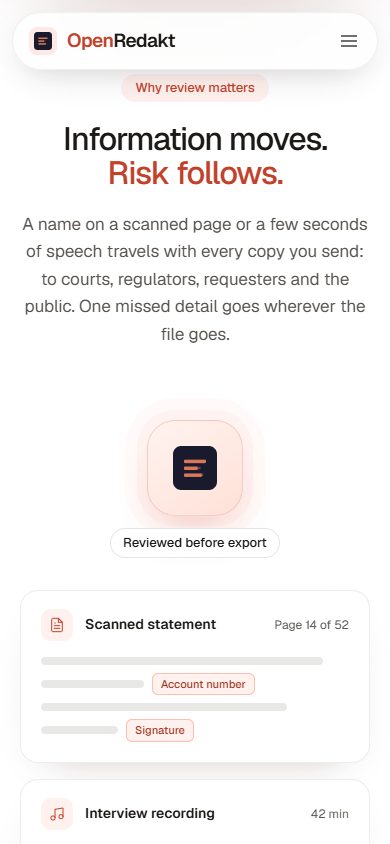 OpenRedakt
Why review matters
Information moves.
Risk follows.
A name on a scanned page or a few seconds
of speech travels with every copy you send:
to courts, regulators, requesters and the
public. One missed detail goes wherever the
file goes.
Reviewed before export
Scanned statement Page 14 of 52
Account number
Signature
Interview recording 42 min